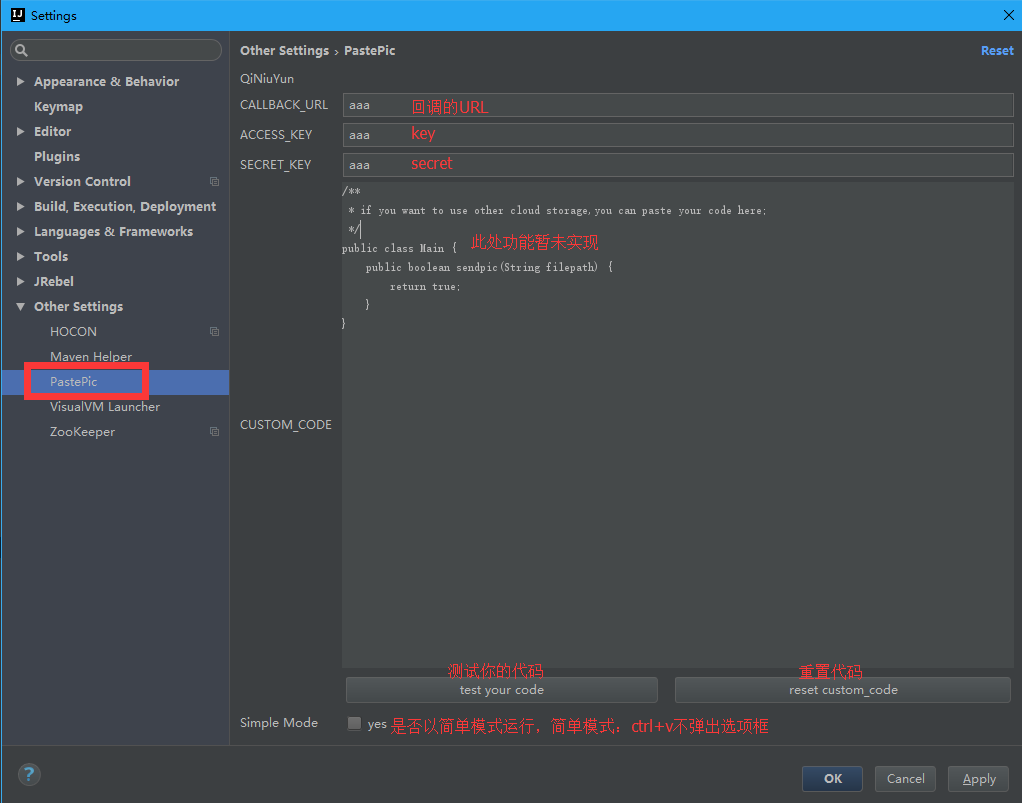 Settings
Other Settings › PastePic
Reset
Appearance & Behavior
Keymap
Editor
Plugins
Version Control
Build, Execution, Deployment
Languages & Frameworks
Tools
JRebel
Other Settings
HOCON
Maven Helper
PastePic
VisualVM Launcher
ZooKeeper
QiNiuYun
CALLBACK_URL aaa 回调的URL
ACCESS_KEY aaa key
SECRET_KEY aaa secret
/**
* if you want to use other cloud storage,you can paste your code here;
*/
此处功能暂未实现
public class Main {
public boolean sendpic(String filepath) {
return true;
}
}
CUSTOM_CODE
测试你的代码
重置代码
test your code
reset custom_code
Simple Mode yes 是否以简单模式运行，简单模式：ctrl+v不弹出选项框
?
OK
Cancel
Apply